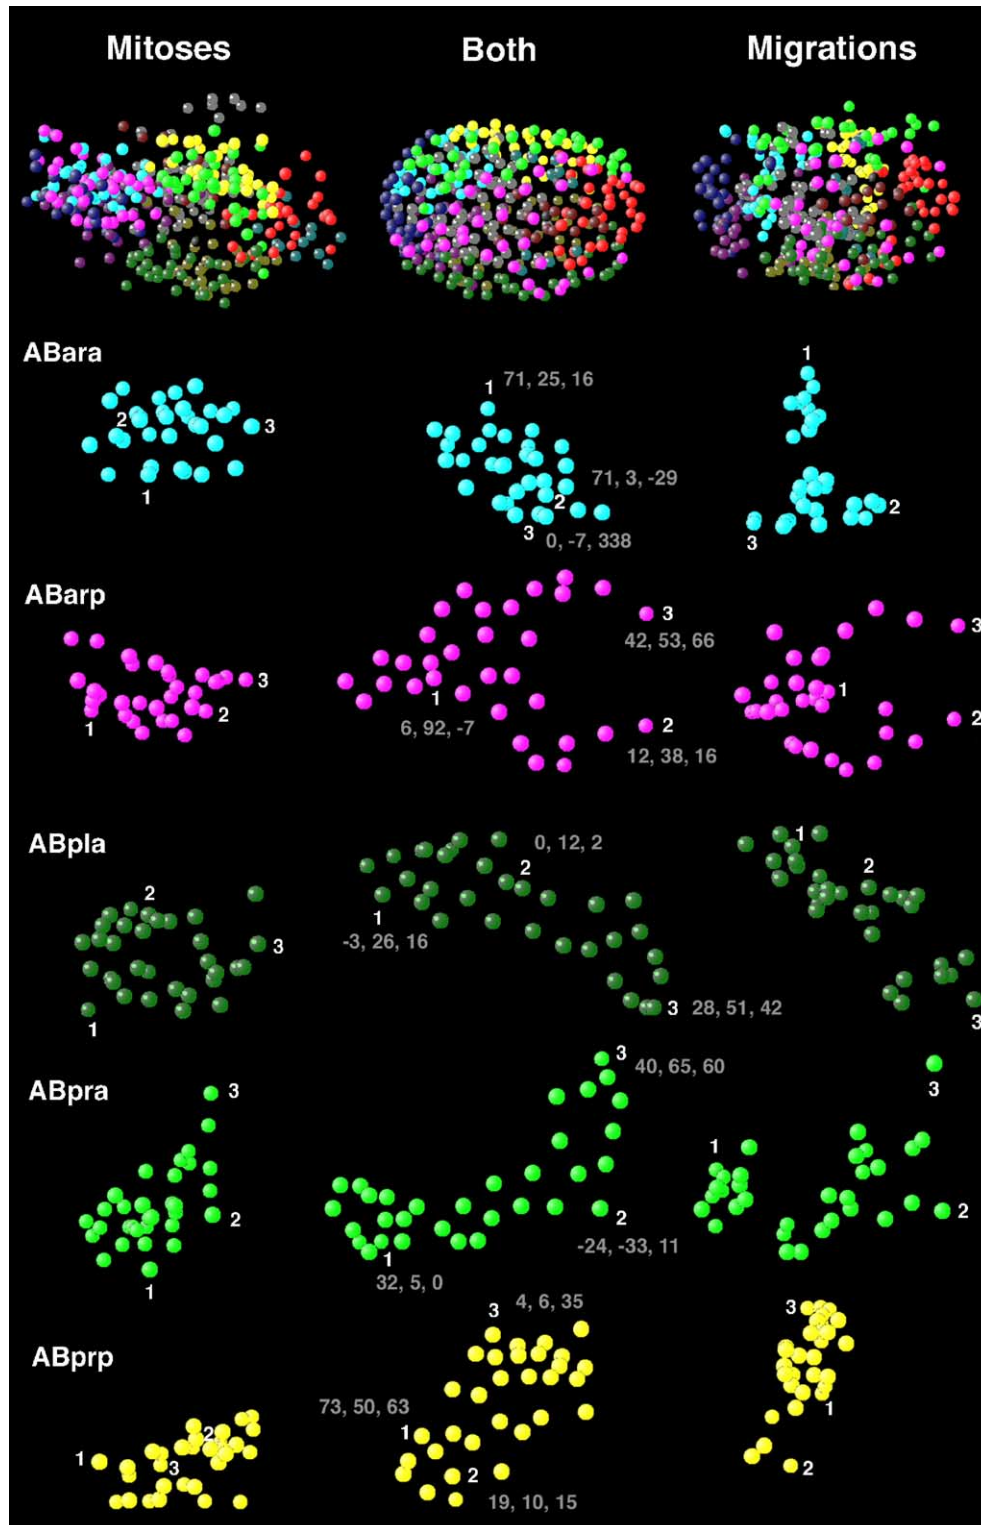 Mitoses Both Migrations
ABara
1 71, 25, 16
1
2 3
71, 3, -29
1
2
2
3 0, -7, 338
3
ABarp
3
42, 53, 66
3
3
1 2
1
6, 92, -7
1
2
12, 38, 16
2
ABpla
0, 12, 2
1
2
2
2
1
-3, 26, 16
3
1
3 28, 51, 42
3
ABpra
3
3 40, 65, 60
3
1
2
2
-24, -33, 11
2
1
1
32, 5, 0
ABprp
3 4, 6, 35
3
73, 50, 63
1
1
2
1
3
2
2
19, 10, 15